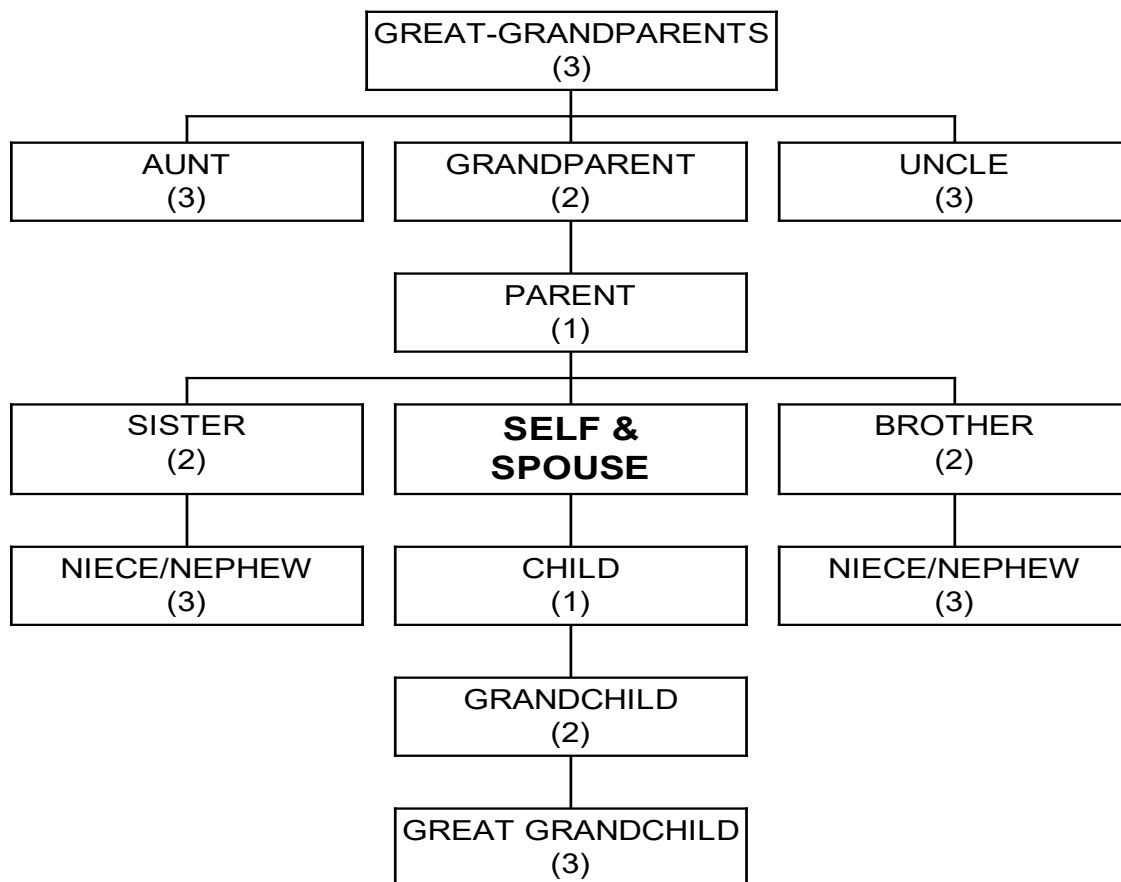 GREAT-GRANDPARENTS
(3)
AUNT
(3)
GRANDPARENT
(2)
UNCLE
(3)
PARENT
(1)
SISTER
(2)
SELF &
SPOUSE
BROTHER
(2)
NIECE/NEPHEW
(3)
CHILD
(1)
NIECE/NEPHEW
(3)
GRANDCHILD
(2)
GREAT GRANDCHILD
(3)